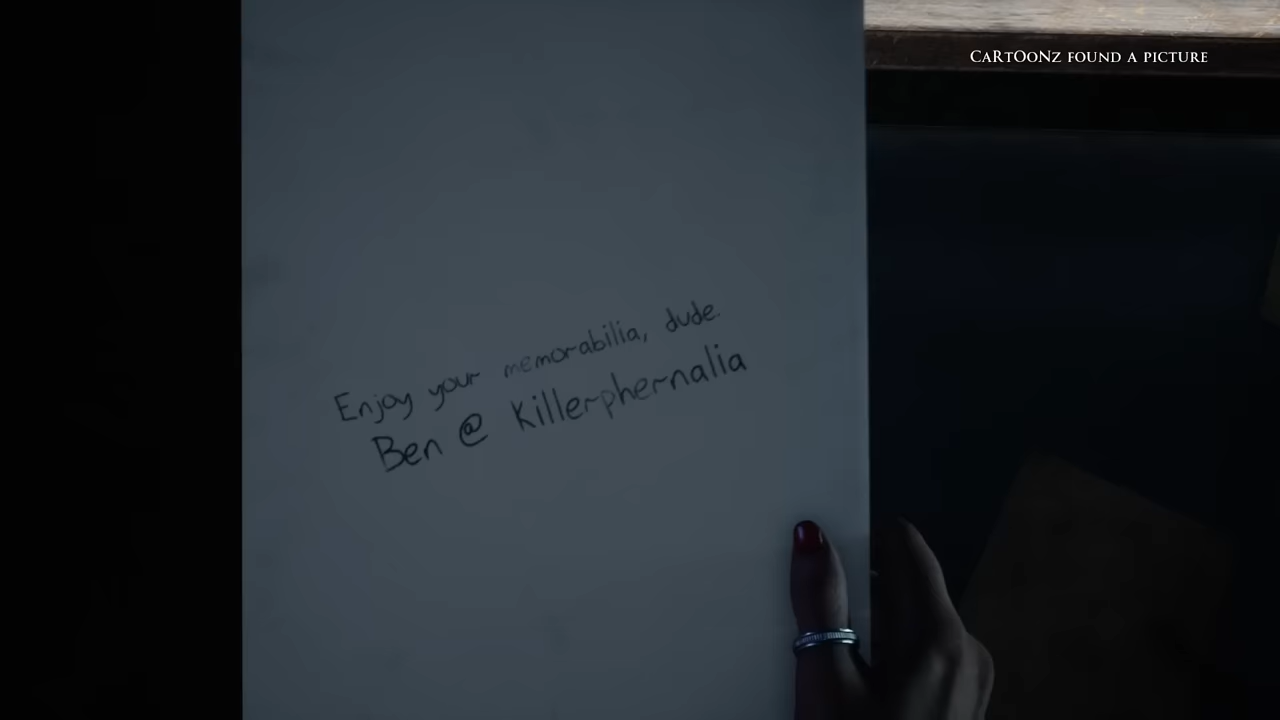 CaRtOoNz found a picture
Enjoy your memorabilia, dude.
Ben @ Killerphernalia